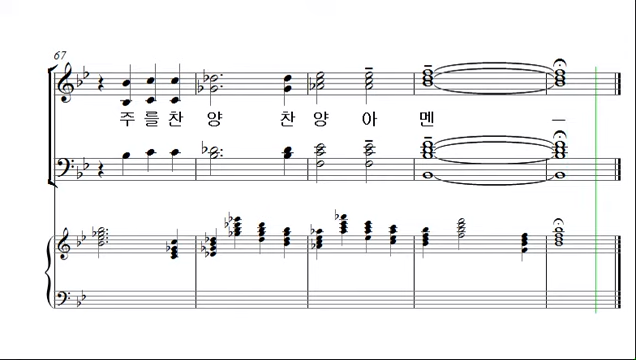 67
주를찬 양 찬 양 아 멘 —